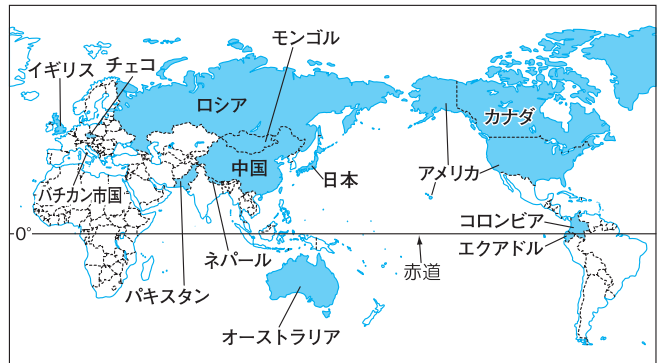 モンゴル
イギリス
チェコ
ロシア
カナダ
中国
日本
アメリカ
バチカン市国
コロンビア
0°
エクアドル
ネパール
赤道
パキスタン
オーストラリア